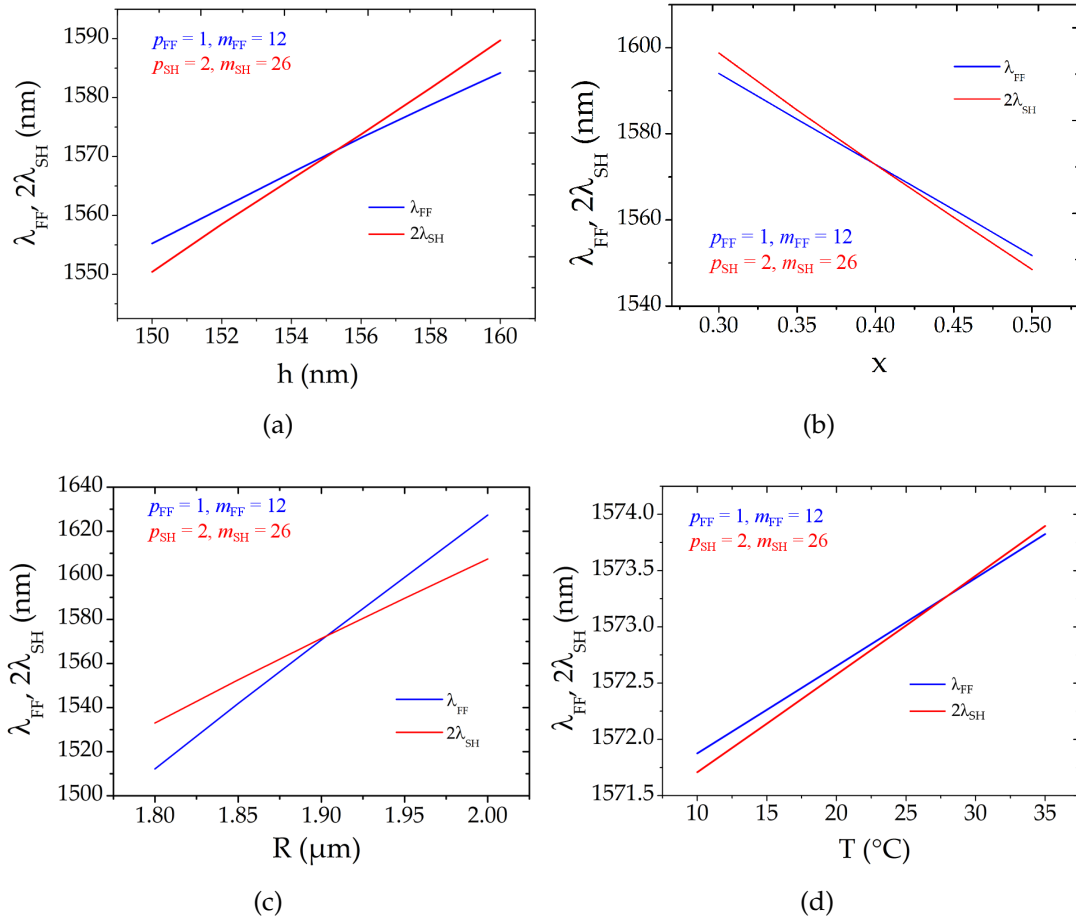 p_FF = 1, m_FF = 12
p_SH = 2, m_SH = 26
λ_FF, 2λ_SH (nm)
1590
1580
1570
1560
1550
λ_FF
2λ_SH
150 152 154 156 158 160
h (nm)
(a)
λ_FF, 2λ_SH (nm)
1600
1580
1560
1540
λ_FF
2λ_SH
p_FF = 1, m_FF = 12
p_SH = 2, m_SH = 26
0.30 0.35 0.40 0.45 0.50
x
(b)
p_FF = 1, m_FF = 12
p_SH = 2, m_SH = 26
λ_FF, 2λ_SH (nm)
1640
1620
1600
1580
1560
1540
1520
1500
λ_FF
2λ_SH
1.80 1.85 1.90 1.95 2.00
R (μm)
(c)
p_FF = 1, m_FF = 12
p_SH = 2, m_SH = 26
λ_FF, 2λ_SH (nm)
1574.0
1573.5
1573.0
1572.5
1572.0
1571.5
λ_FF
2λ_SH
10 15 20 25 30 35
T (°C)
(d)